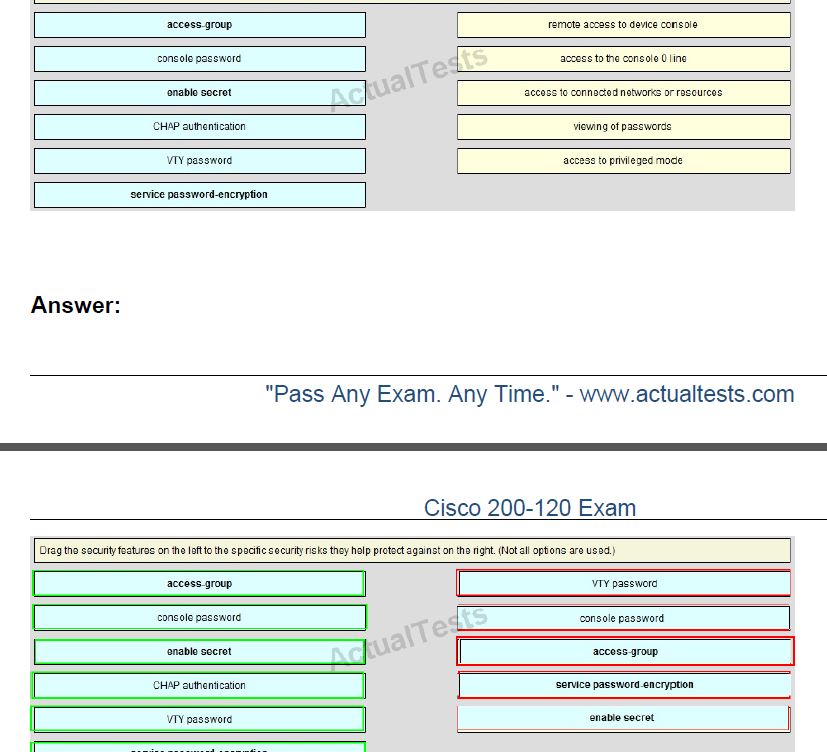 access-group
remote access to device console
console password
access to the console 0 line
ActualTests
enable secret
access to connected networks or resources
CHAP authentication
viewing of passwords
VTY password
access to privileged mode
service password-encryption
Answer:
"Pass Any Exam. Any Time." - www.actualtests.com
Cisco 200-120 Exam
Drag the security features on the left to the specific security risks they help protect against on the right. (Not all options are used.)
access-group
VTY password
console password
console password
ActualTests
enable secret
access-group
CHAP authentication
service password-encryption
VTY password
enable secret
service password-encryption